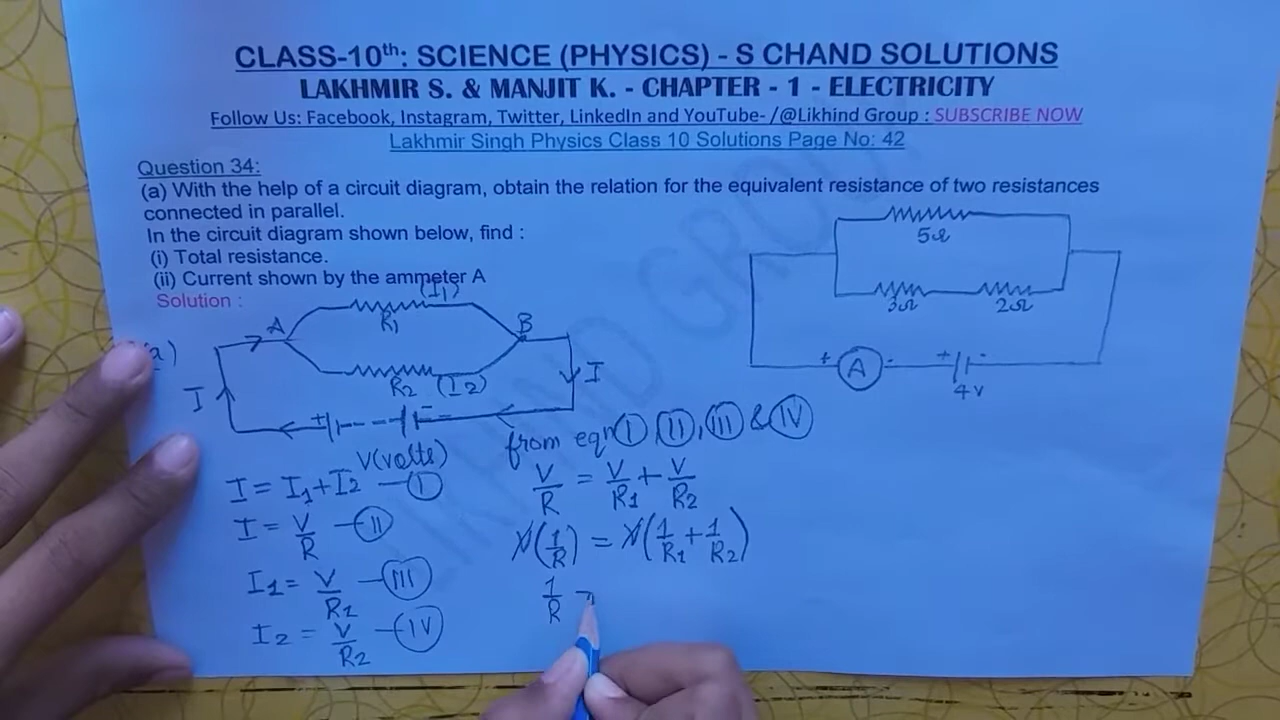 CLASS-10th: SCIENCE (PHYSICS) - S CHAND SOLUTIONS
LAKHMIR S. & MANJIT K. - CHAPTER - 1 - ELECTRICITY
Follow Us: Facebook, Instagram, Twitter, LinkedIn and YouTube- /@Likhind Group : SUBSCRIBE NOW
Lakhmir Singh Physics Class 10 Solutions Page No: 42
Question 34:
(a) With the help of a circuit diagram, obtain the relation for the equivalent resistance of two resistances
connected in parallel.
In the circuit diagram shown below, find :
(i) Total resistance.
(ii) Current shown by the ammeter A
Solution :
a)
(I1)
R1
A
B
R2 (I2)
I
I
+ -
V(volts)
5Ω
3Ω 2Ω
+ A - + -
4V
I = I1+I2 — I
I = V/R — II
I1 = V/R1 — III
I2 = V/R2 — IV
from eqn I, II, III & IV
V/R = V/R1 + V/R2
V(1/R) = V(1/R1 + 1/R2)
1/R =
LIKHIND GROUP